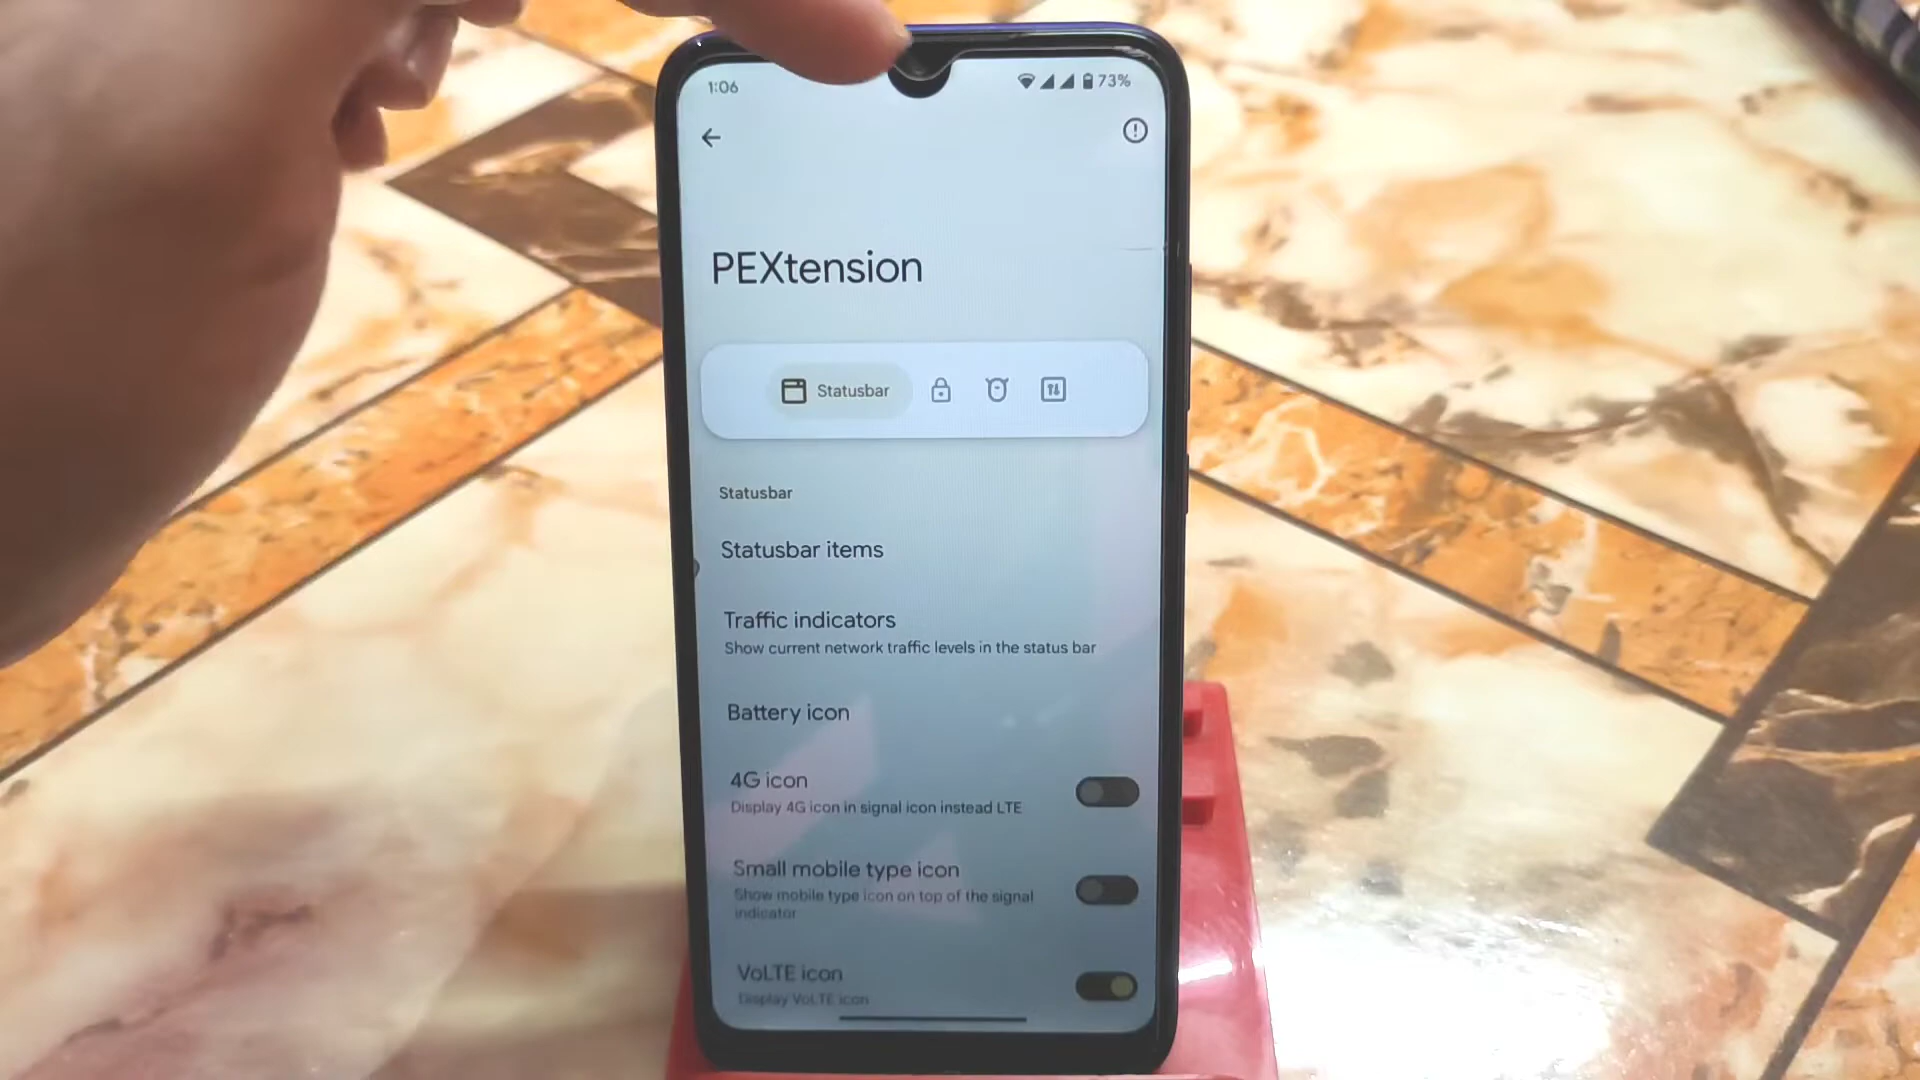 1:06
73%
PEXtension
Statusbar
Statusbar
Statusbar items
Traffic indicators
Show current network traffic levels in the status bar
Battery icon
4G icon
Display 4G icon in signal icon instead LTE
Small mobile type icon
Show mobile type icon on top of the signal
indicator
VoLTE icon
Display VoLTE icon